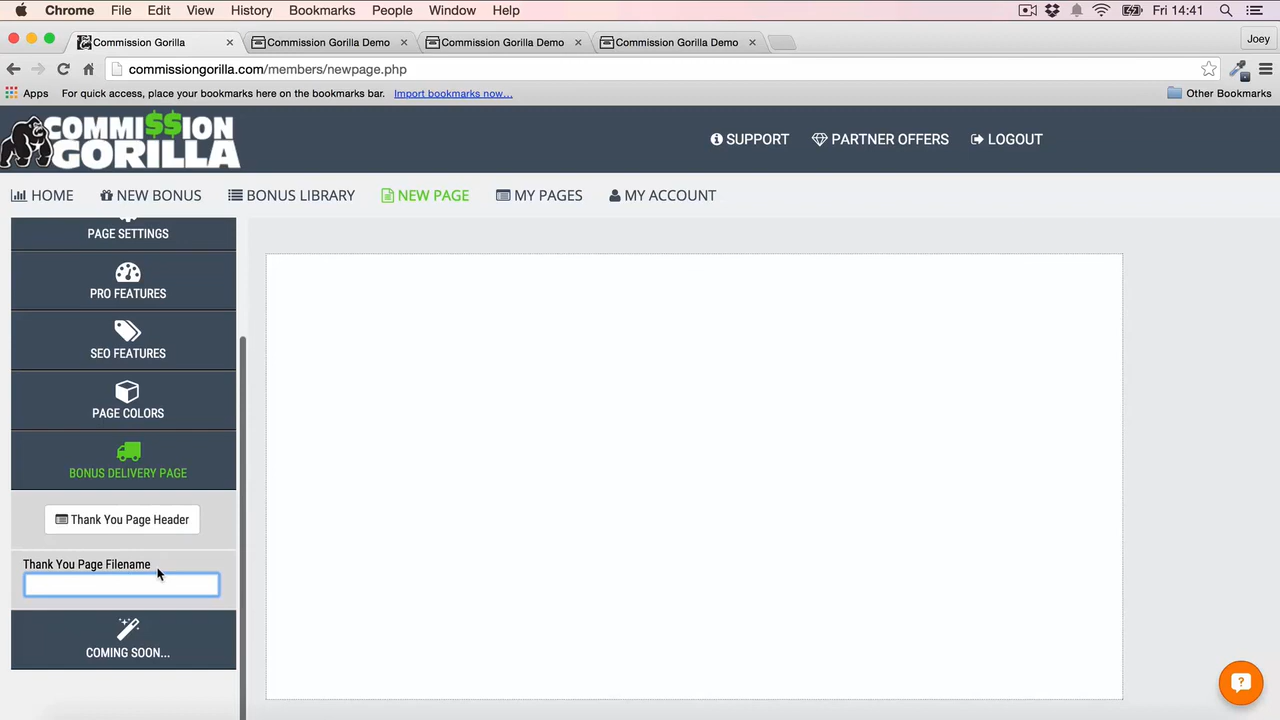 Chrome File Edit View History Bookmarks People Window Help Fri 14:41
Commission Gorilla Commission Gorilla Demo Commission Gorilla Demo Commission Gorilla Demo Joey
commissiongorilla.com/members/newpage.php
Apps For quick access, place your bookmarks here on the bookmarks bar. Import bookmarks now... Other Bookmarks
COMMI$$ION
GORILLA
SUPPORT PARTNER OFFERS LOGOUT
HOME NEW BONUS BONUS LIBRARY NEW PAGE MY PAGES MY ACCOUNT
PAGE SETTINGS
PRO FEATURES
SEO FEATURES
PAGE COLORS
BONUS DELIVERY PAGE
Thank You Page Header
Thank You Page Filename
COMING SOON...